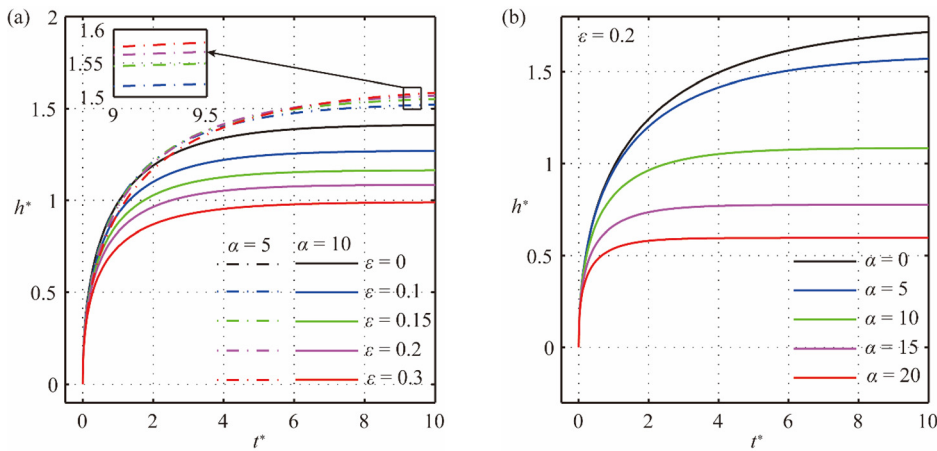 (a)
2
1.5
1
0.5
0
h*
1.6
1.55
1.5
9 9.5
α = 5 α = 10
ε = 0
ε = 0.1
ε = 0.15
ε = 0.2
ε = 0.3
0 2 4 6 8 10
t*
(b)
ε = 0.2
1.5
1
0.5
0
h*
α = 0
α = 5
α = 10
α = 15
α = 20
0 2 4 6 8 10
t*